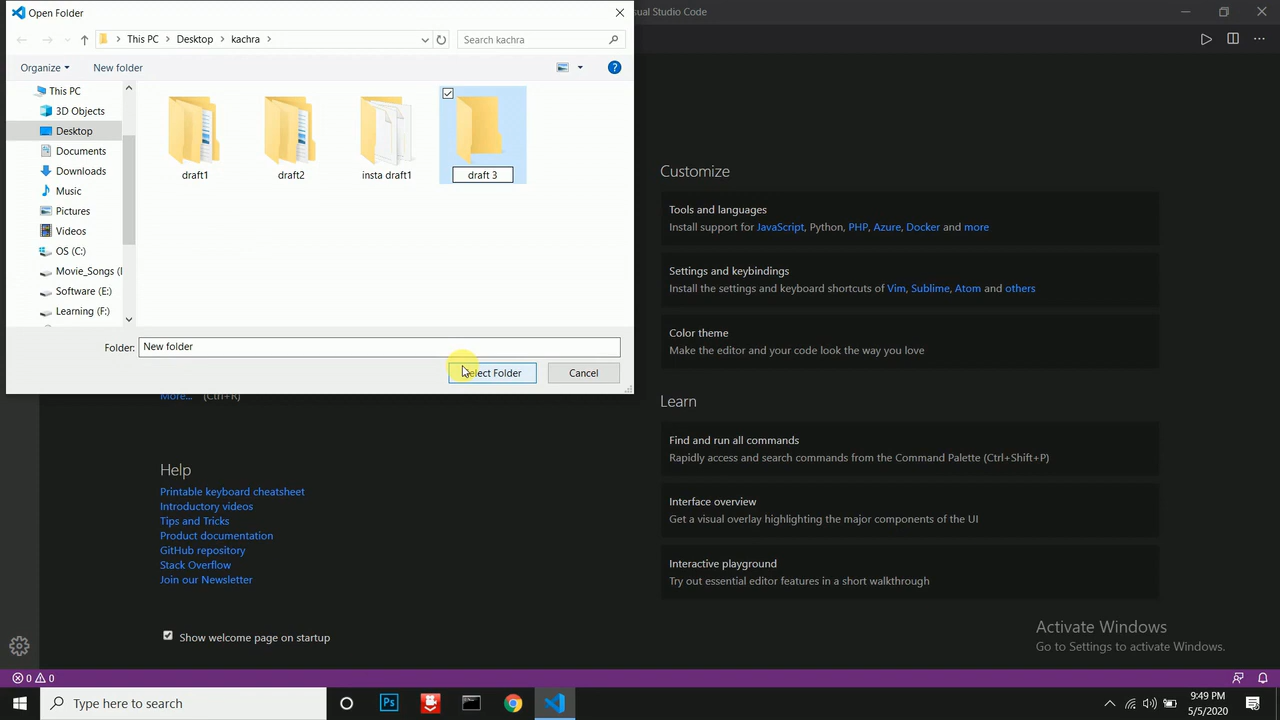 Open Folder
sual Studio Code
This PC > Desktop > kachra >
Search kachra
Organize
New folder
This PC
3D Objects
Desktop
Documents
Downloads
Music
Pictures
Videos
OS (C:)
Movie_Songs (
Software (E:)
Learning (F:)
draft1
draft2
insta draft1
draft 3
Folder:
New folder
Select Folder
Cancel
More... (Ctrl+R)
Help
Printable keyboard cheatsheet
Introductory videos
Tips and Tricks
Product documentation
GitHub repository
Stack Overflow
Join our Newsletter
Show welcome page on startup
Customize
Tools and languages
Install support for JavaScript, Python, PHP, Azure, Docker and more
Settings and keybindings
Install the settings and keyboard shortcuts of Vim, Sublime, Atom and others
Color theme
Make the editor and your code look the way you love
Learn
Find and run all commands
Rapidly access and search commands from the Command Palette (Ctrl+Shift+P)
Interface overview
Get a visual overlay highlighting the major components of the UI
Interactive playground
Try out essential editor features in a short walkthrough
Activate Windows
Go to Settings to activate Windows.
0 0
Type here to search
Ps
9:49 PM
5/5/2020